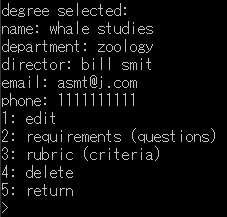 degree selected:
name: whale studies
department: zoology
director: bill smit
email: asmt@j.com
phone: 1111111111
1: edit
2: requirements (questions)
3: rubric (criteria)
4: delete
5: return
>